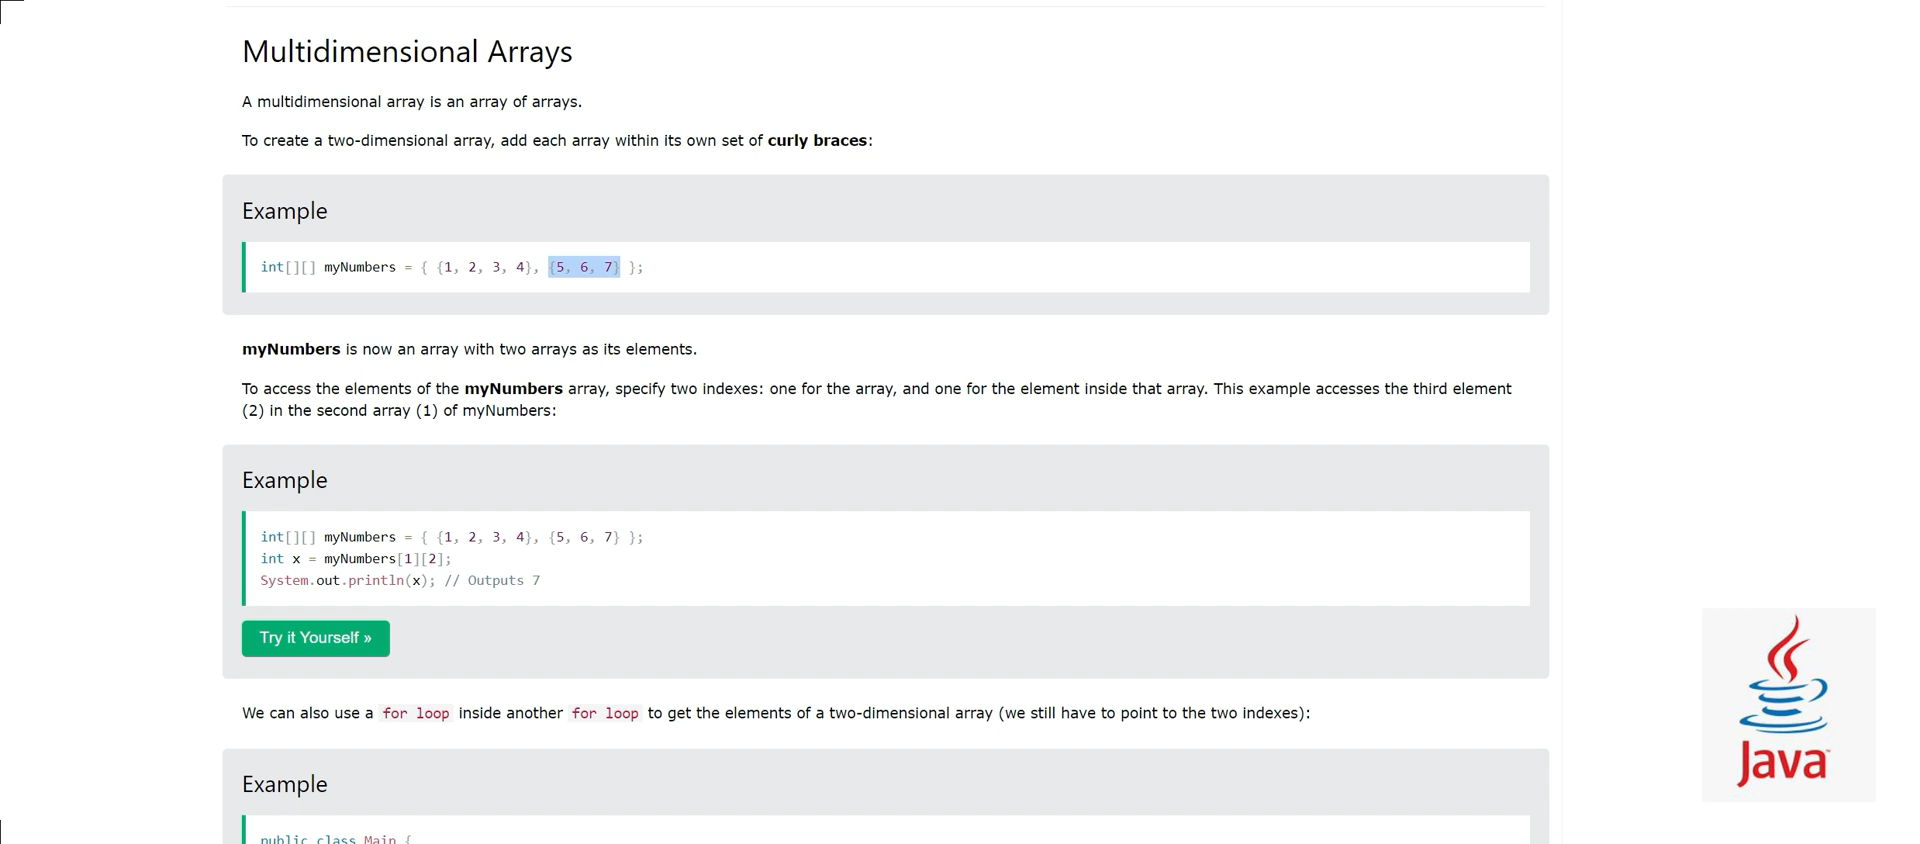 Multidimensional Arrays
A multidimensional array is an array of arrays.
To create a two-dimensional array, add each array within its own set of curly braces:
Example
int[][] myNumbers = { {1, 2, 3, 4}, {5, 6, 7} };
myNumbers is now an array with two arrays as its elements.
To access the elements of the myNumbers array, specify two indexes: one for the array, and one for the element inside that array. This example accesses the third element
(2) in the second array (1) of myNumbers:
Example
int[][] myNumbers = { {1, 2, 3, 4}, {5, 6, 7} };
int x = myNumbers[1][2];
System.out.println(x); // Outputs 7
Try it Yourself »
We can also use a for loop inside another for loop to get the elements of a two-dimensional array (we still have to point to the two indexes):
Example
public class Main {
Java™